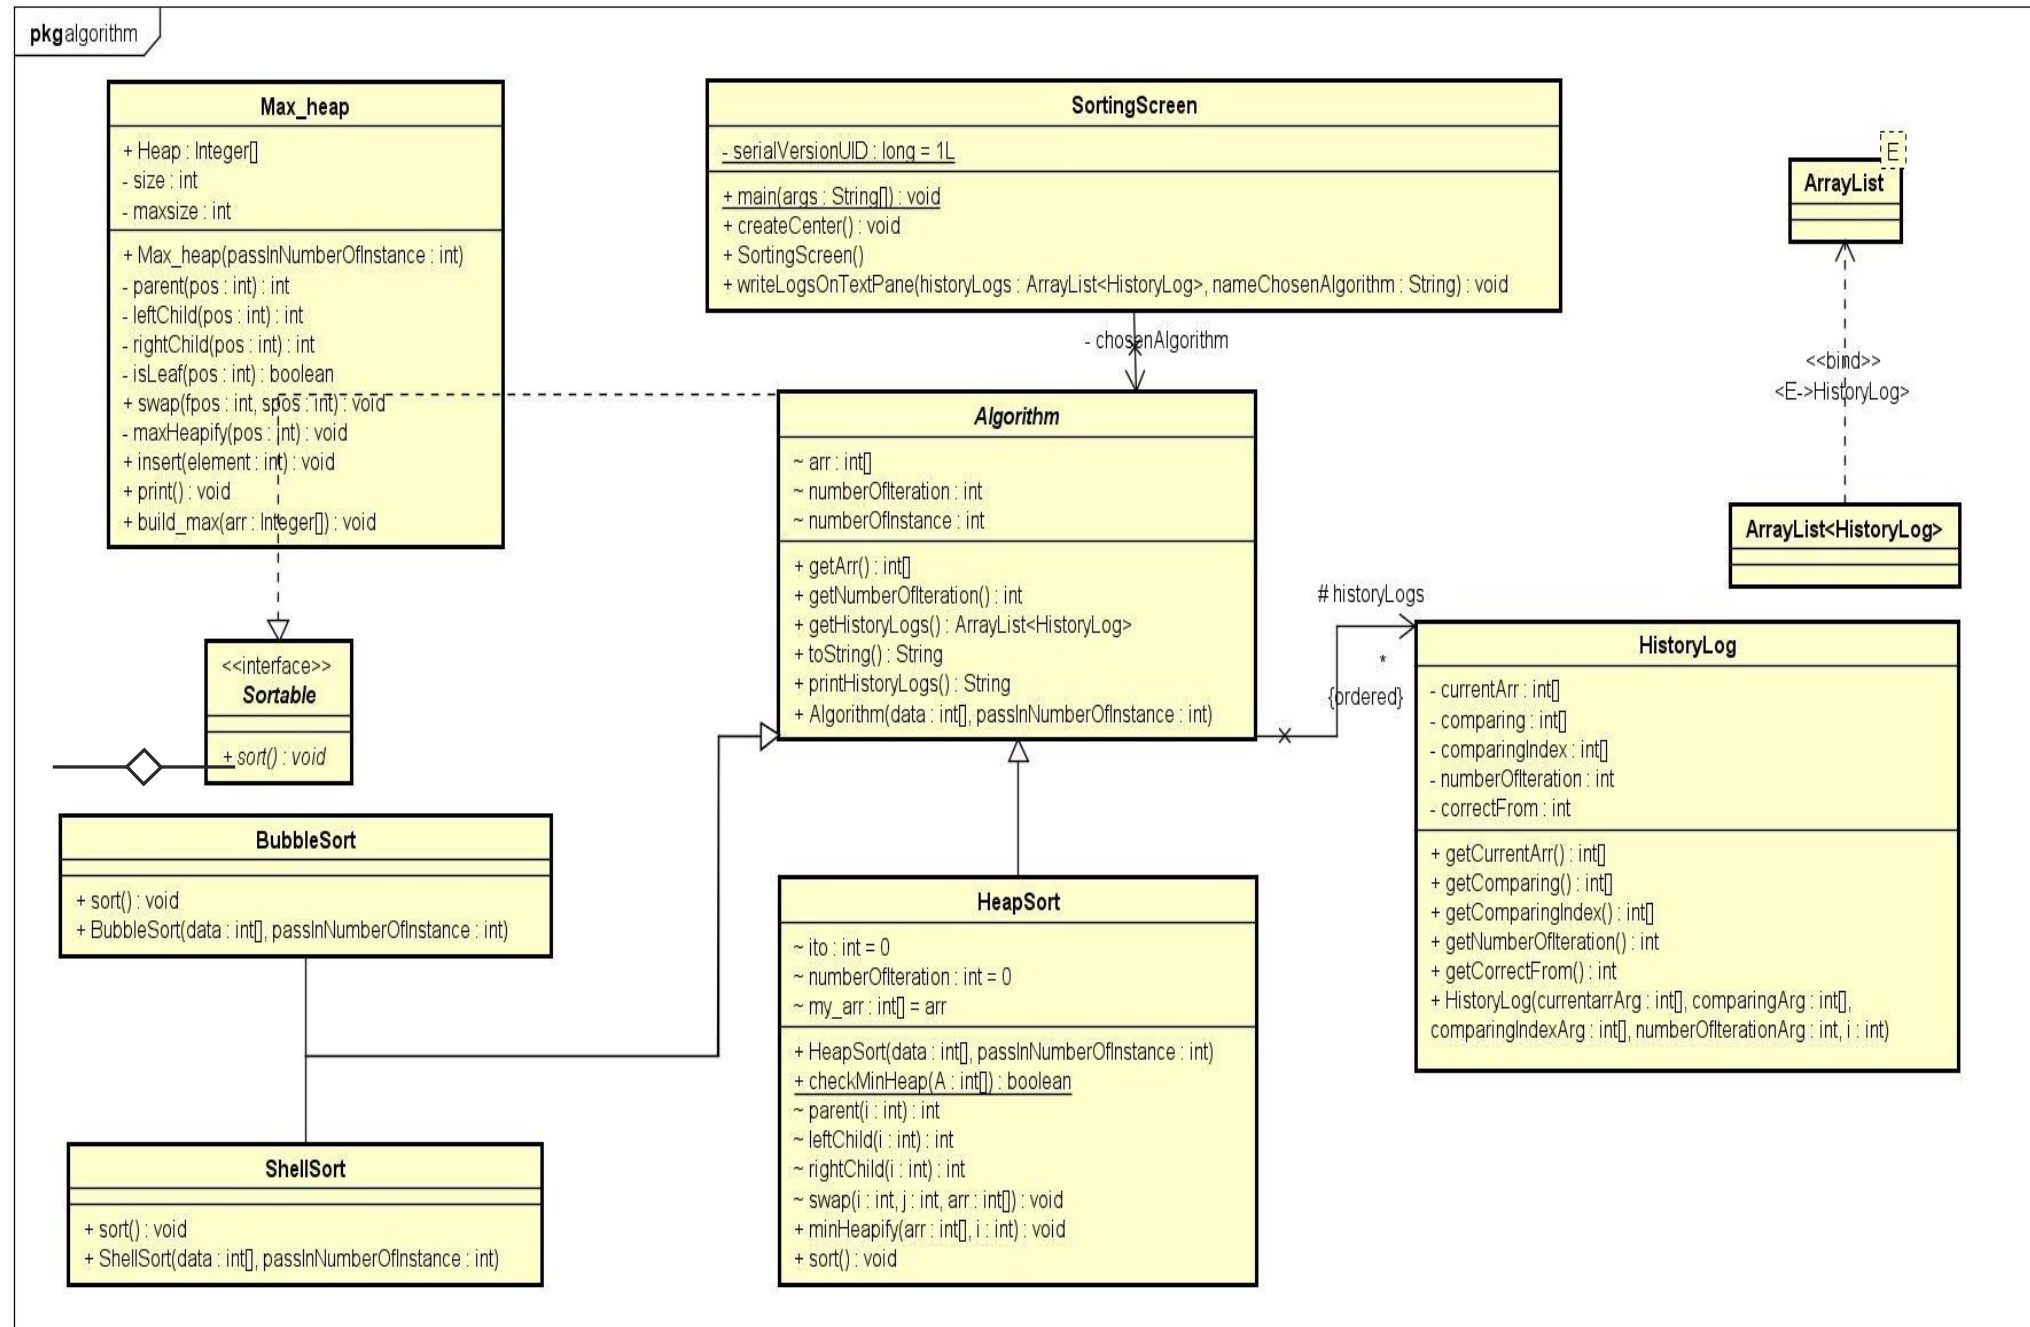 pkg algorithm
Max_heap
+ Heap : Integer[]
- size : int
- maxsize : int
+ Max_heap(passInNumberOfInstance : int)
- parent(pos : int) : int
- leftChild(pos : int) : int
- rightChild(pos : int) : int
- isLeaf(pos : int) : boolean
+ swap(fpos : int, spos : int) : void
- maxHeapify(pos : int) : void
+ insert(element : int) : void
+ print() : void
+ build_max(arr : Integer[]) : void
SortingScreen
- serialVersionUID : long = 1L
+ main(args : String[]) : void
+ createCenter() : void
+ SortingScreen()
+ writeLogsOnTextPane(historyLogs : ArrayList<HistoryLog>, nameChosenAlgorithm : String) : void
- chosenAlgorithm
E
ArrayList
<<bind>>
<E->HistoryLog>
ArrayList<HistoryLog>
Algorithm
~ arr : int[]
~ numberOfIteration : int
~ numberOfInstance : int
+ getArr() : int[]
+ getNumberOfIteration() : int
+ getHistoryLogs() : ArrayList<HistoryLog>
+ toString() : String
+ printHistoryLogs() : String
+ Algorithm(data : int[], passInNumberOfInstance : int)
# historyLogs
*
{ordered}
HistoryLog
- currentArr : int[]
- comparing : int[]
- comparingIndex : int[]
- numberOfIteration : int
- correctFrom : int
+ getCurrentArr() : int[]
+ getComparing() : int[]
+ getComparingIndex() : int[]
+ getNumberOfIteration() : int
+ getCorrectFrom() : int
+ HistoryLog(currentarrArg : int[], comparingArg : int[],
comparingIndexArg : int[], numberOfIterationArg : int, i : int)
<<interface>>
Sortable
+ sort() : void
BubbleSort
+ sort() : void
+ BubbleSort(data : int[], passInNumberOfInstance : int)
HeapSort
~ ito : int = 0
~ numberOfIteration : int = 0
~ my_arr : int[] = arr
+ HeapSort(data : int[], passInNumberOfInstance : int)
+ checkMinHeap(A : int[]) : boolean
~ parent(i : int) : int
~ leftChild(i : int) : int
~ rightChild(i : int) : int
~ swap(i : int, j : int, arr : int[]) : void
+ minHeapify(arr : int[], i : int) : void
+ sort() : void
ShellSort
+ sort() : void
+ ShellSort(data : int[], passInNumberOfInstance : int)